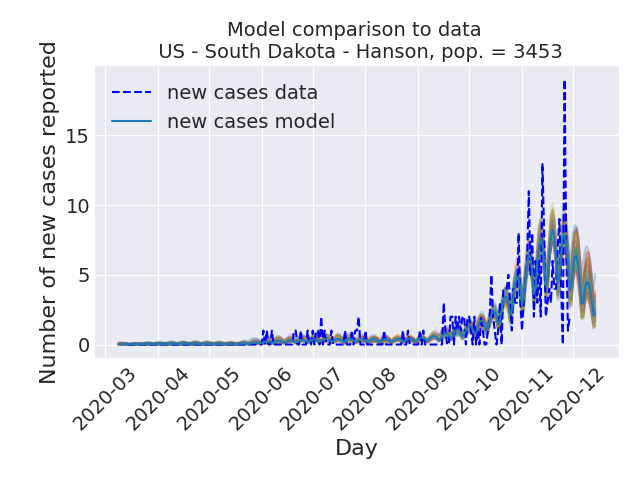 Model comparison to data
US - South Dakota - Hanson, pop. = 3453
Number of new cases reported
new cases data
new cases model
15
10
5
0
2020-03
2020-04
2020-05
2020-06
2020-07
2020-08
2020-09
2020-10
2020-11
2020-12
Day